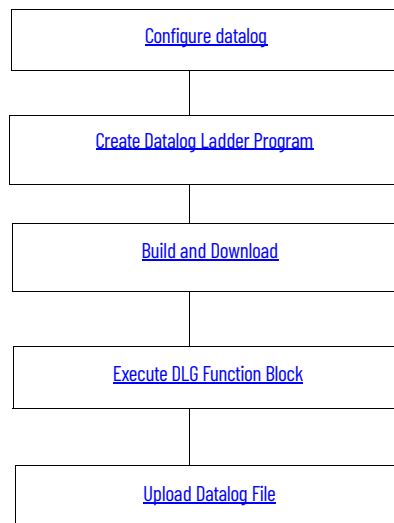 Configure datalog
Create Datalog Ladder Program
Build and Download
Execute DLG Function Block
Upload Datalog File